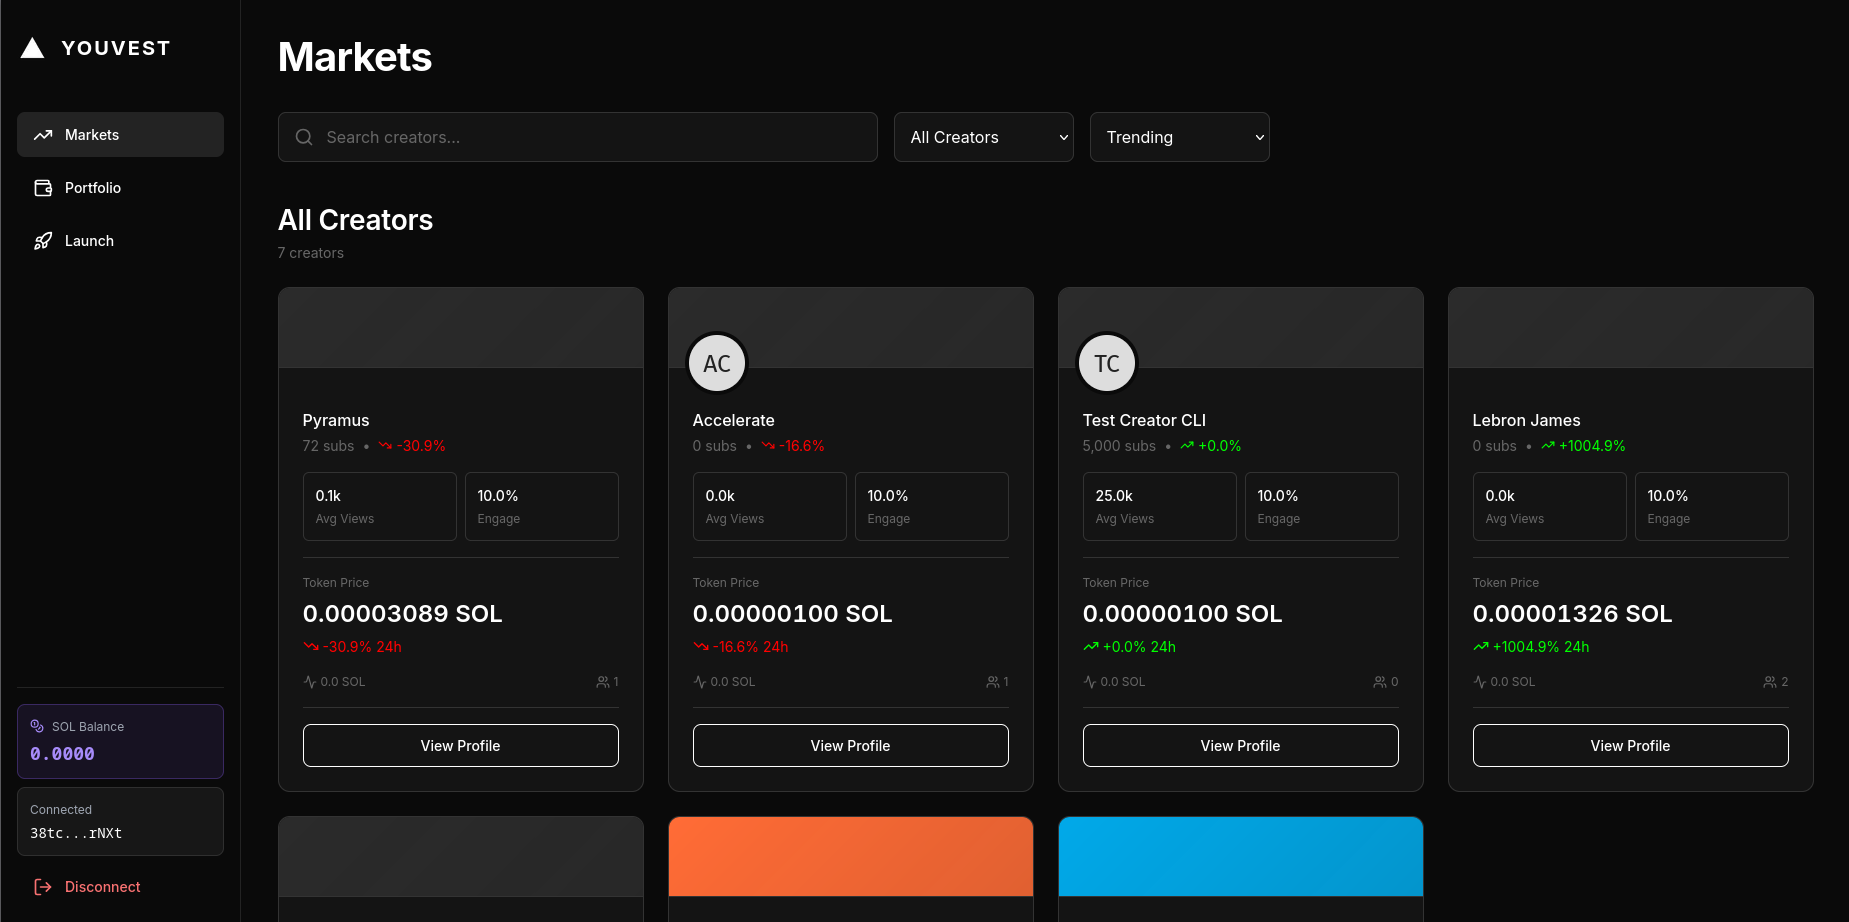 YOUVEST
Markets
Portfolio
Launch
SOL Balance
0.0000
Connected
38tc...rNXt
Disconnect
Markets
Search creators...
All Creators
Trending
All Creators
7 creators
Pyramus
72 subs • -30.9%
0.1k
Avg Views
10.0%
Engage
Token Price
0.00003089 SOL
-30.9% 24h
0.0 SOL
1
View Profile
AC
Accelerate
0 subs • -16.6%
0.0k
Avg Views
10.0%
Engage
Token Price
0.00000100 SOL
-16.6% 24h
0.0 SOL
1
View Profile
TC
Test Creator CLI
5,000 subs • +0.0%
25.0k
Avg Views
10.0%
Engage
Token Price
0.00000100 SOL
+0.0% 24h
0.0 SOL
0
View Profile
Lebron James
0 subs • +1004.9%
0.0k
Avg Views
10.0%
Engage
Token Price
0.00001326 SOL
+1004.9% 24h
0.0 SOL
2
View Profile